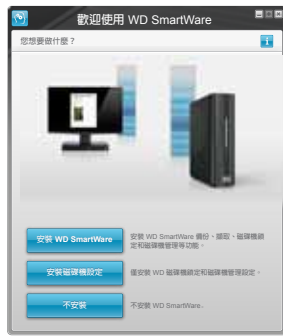 歡迎使用 WD SmartWare
您想要做什麼？
安裝 WD SmartWare
安裝 WD SmartWare 備份、擷取、磁碟機鎖
定和磁碟機管理等功能。
安裝磁碟機設定
僅安裝 WD 磁碟機鎖定和磁碟機管理設定。
不安裝
不安裝 WD SmartWare。